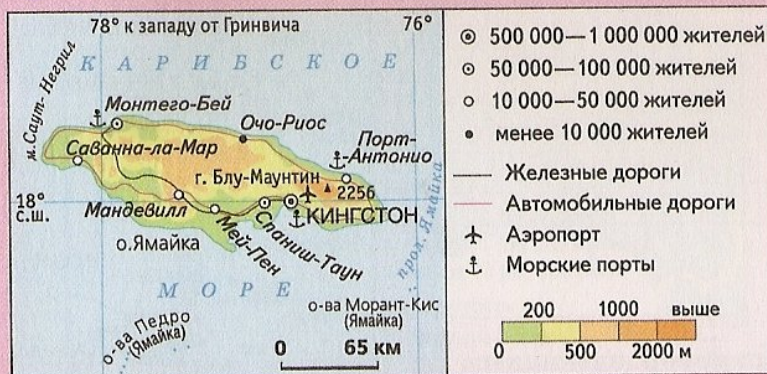 78° к западу от Гринвича 76°
КАРИБСКОЕ
м. Саут-Негрил
Монтего-Бей
Очо-Риос
Порт-
Антонио
Саванна-ла-Мар
г. Блу-Маунтин
2256
18°
с.ш.
Мандевилл
Мей-Пен
Спаниш-Таун
КИНГСТОН
о.Ямайка
прол. Ямайка
МОРЕ
о-ва Педро
(Ямайка)
о-ва Морант-Кис
(Ямайка)
0 65 км
500 000—1 000 000 жителей
50 000—100 000 жителей
10 000—50 000 жителей
менее 10 000 жителей
Железные дороги
Автомобильные дороги
Аэропорт
Морские порты
200 1000 выше
0 500 2000 м